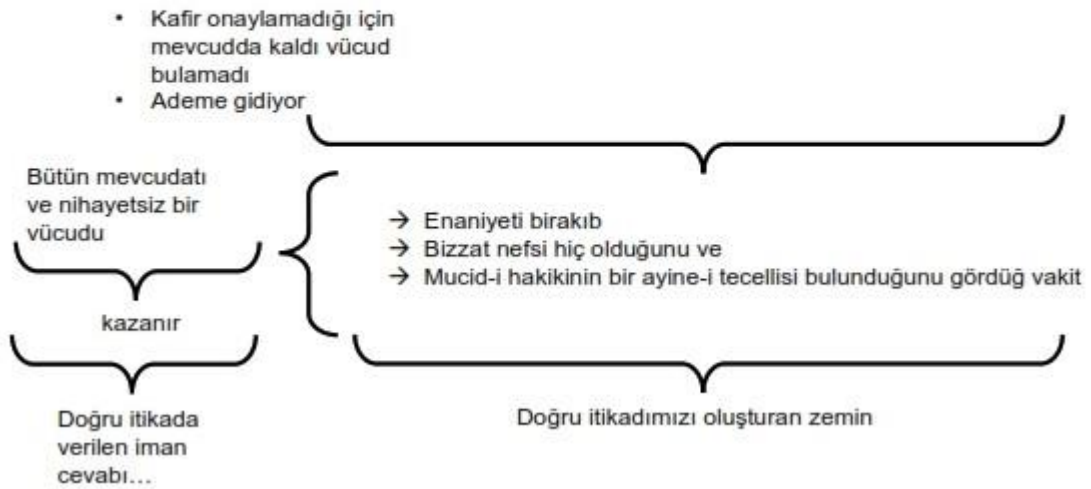 • Kafir onaylamadığı için
mevcudda kaldı vücud
bulamadı
• Ademe gidiyor
Bütün mevcudatı
ve nihayetsiz bir
vücudu
→ Enaniyeti birakıb
→ Bizzat nefsi hiç olduğunu ve
→ Mucid-i hakikinin bir ayine-i tecellisi bulunduğunu gördüğ vakit
kazanır
Doğru itikada
verilen iman
cevabı…
Doğru itikadımızı oluşturan zemin